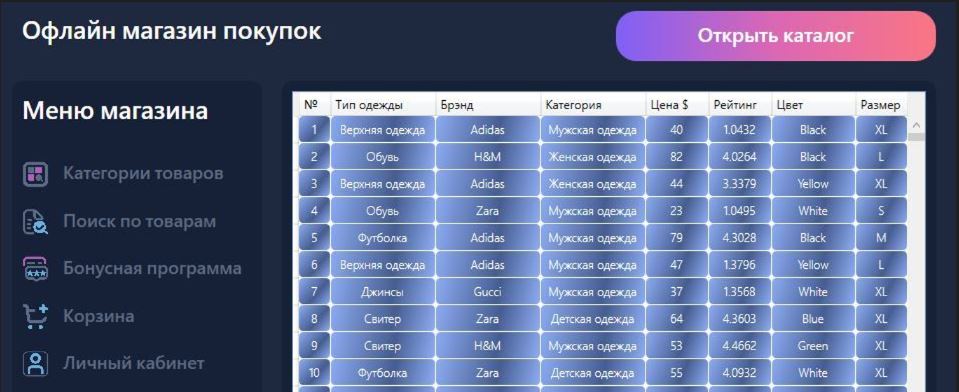 Офлайн магазин покупок
Открыть каталог
Меню магазина
Категории товаров
Поиск по товарам
Бонусная программа
Корзина
Личный кабинет
№ Тип одежды Брэнд Категория Цена $ Рейтинг Цвет Размер
1 Верхняя одежда Adidas Мужская одежда 40 1.0432 Black XL
2 Обувь H&M Женская одежда 82 4.0264 Black L
3 Верхняя одежда Adidas Женская одежда 44 3.3379 Yellow XL
4 Обувь Zara Мужская одежда 23 1.0495 White S
5 Футболка Adidas Мужская одежда 79 4.3028 Black M
6 Верхняя одежда Adidas Мужская одежда 47 1.3796 Yellow L
7 Джинсы Gucci Мужская одежда 37 1.3568 White XL
8 Свитер Zara Детская одежда 64 4.3603 Blue XL
9 Свитер H&M Мужская одежда 53 4.4662 Green XL
10 Футболка Zara Детская одежда 55 4.0932 White XL